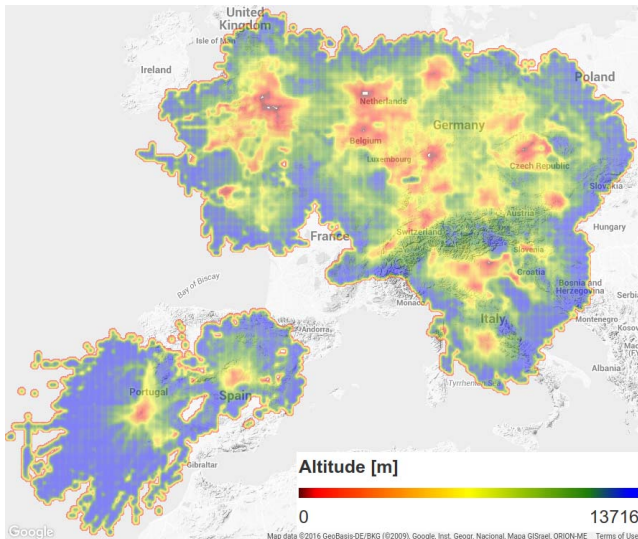 United
Kingdom
Isle of Man
Ireland
Poland
Netherlands
Germany
Belgium
Luxembourg
Czech Republic
Slovakia
Austria
Switzerland
Hungary
France
Slovenia
Croatia
Bay of Biscay
Bosnia and
Herzegovina
Serbi
Monaco
Montenegro
Kosov
Andorra
Italy
Albania
Tyrrhenian Sea
Portugal
Spain
Gibraltar
Altitude [m]
0
13716
Google
Map data ©2016 GeoBasis-DE/BKG (©2009), Google, Inst. Geogr. Nacional, Mapa GISrael, ORION-ME Terms of Use